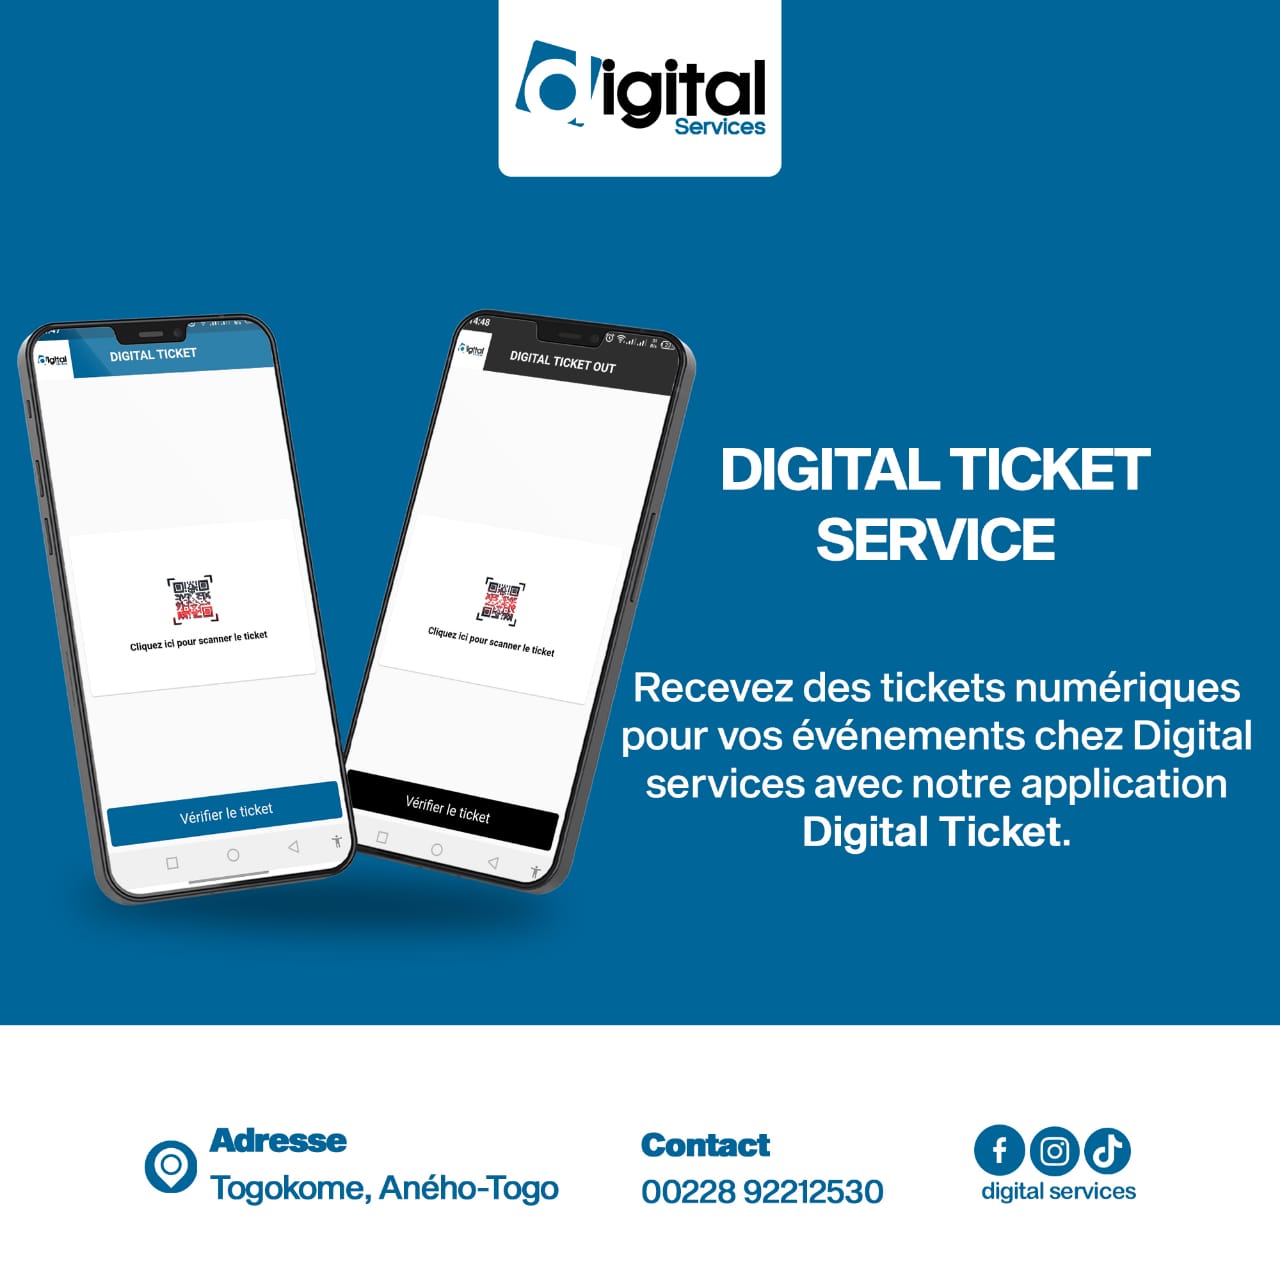 digital
Services
DIGITAL TICKET
Cliquez ici pour scanner le ticket
Vérifier le ticket
14:48
digital
DIGITAL TICKET OUT
Cliquez ici pour scanner le ticket
Vérifier le ticket
DIGITAL TICKET
SERVICE
Recevez des tickets numériques
pour vos événements chez Digital
services avec notre application
Digital Ticket.
Adresse
Togokome, Aného-Togo
Contact
00228 92212530
digital services